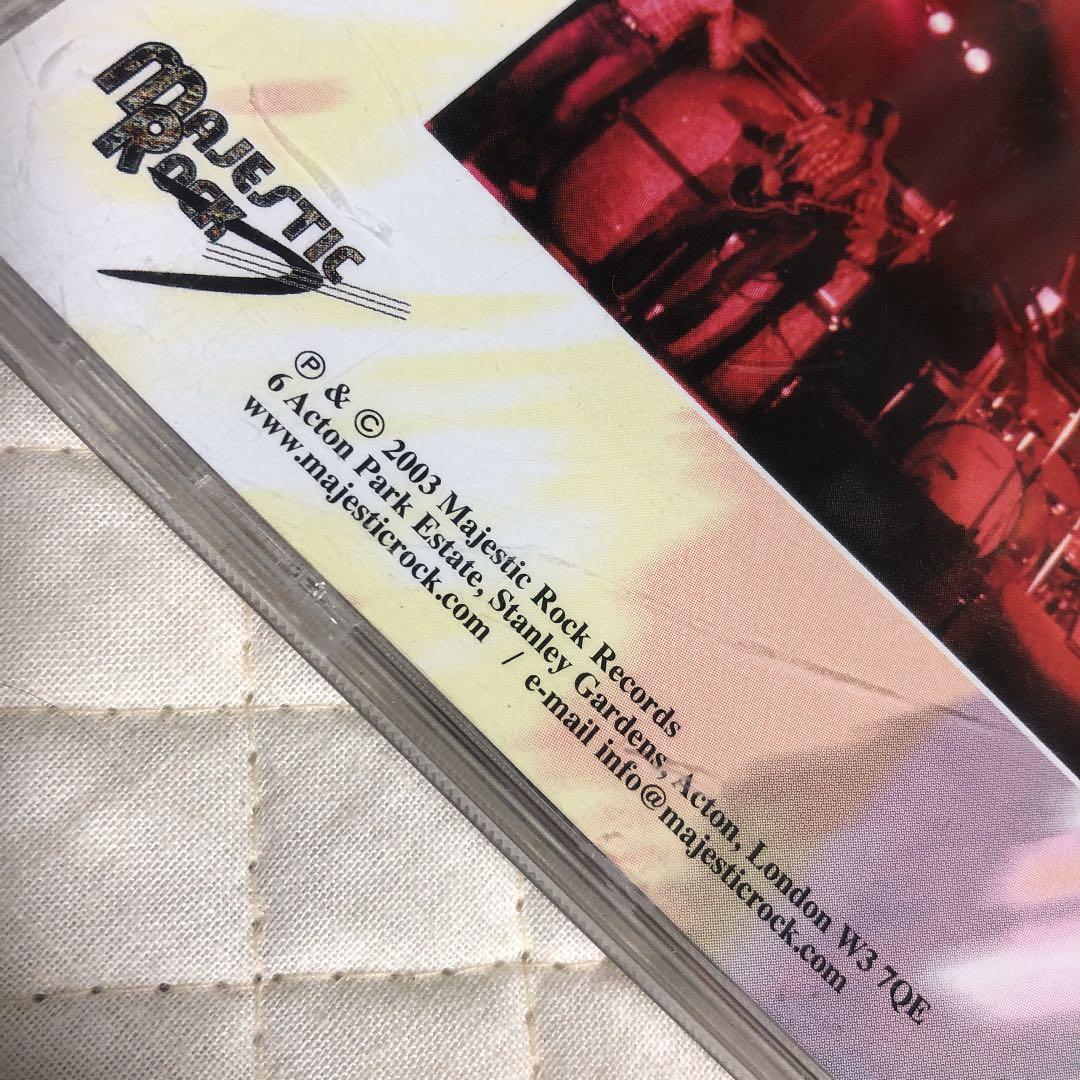 MAJESTIC
ROCK
Ⓟ & © 2003 Majestic Rock Records
6 Acton Park Estate, Stanley Gardens, Acton, London W3 7QE
www.majesticrock.com / e-mail info@majesticrock.com